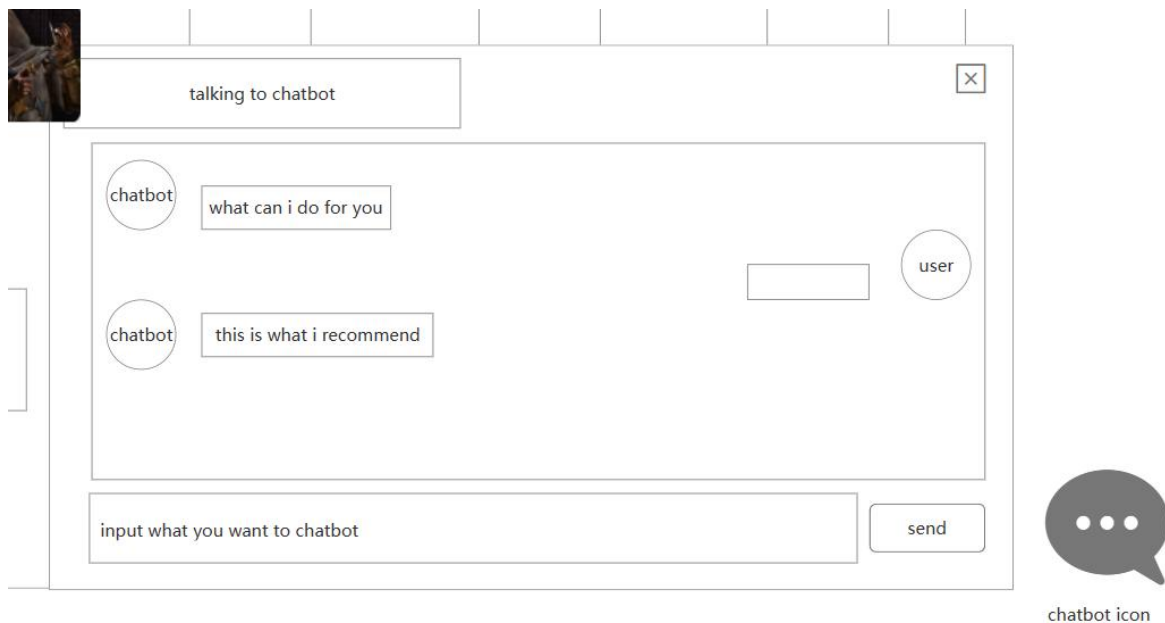 talking to chatbot
chatbot
what can i do for you
user
chatbot
this is what i recommend
input what you want to chatbot
send
chatbot icon